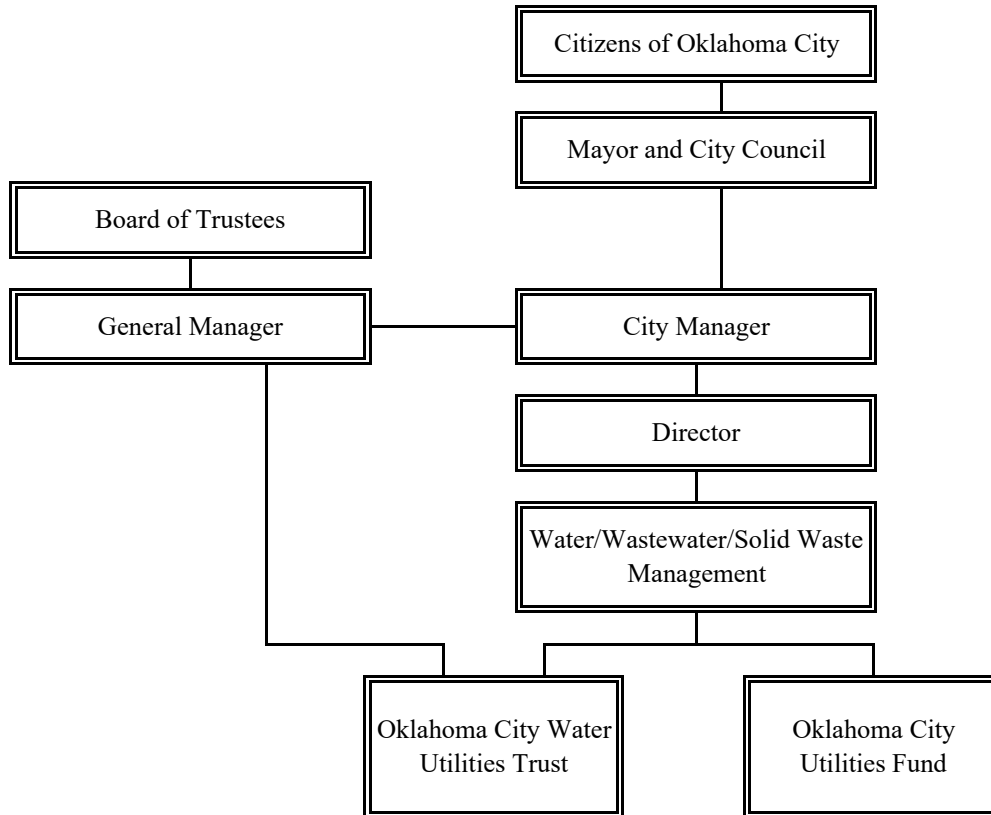 Citizens of Oklahoma City
Mayor and City Council
Board of Trustees
General Manager
City Manager
Director
Water/Wastewater/Solid Waste
Management
Oklahoma City Water
Utilities Trust
Oklahoma City
Utilities Fund